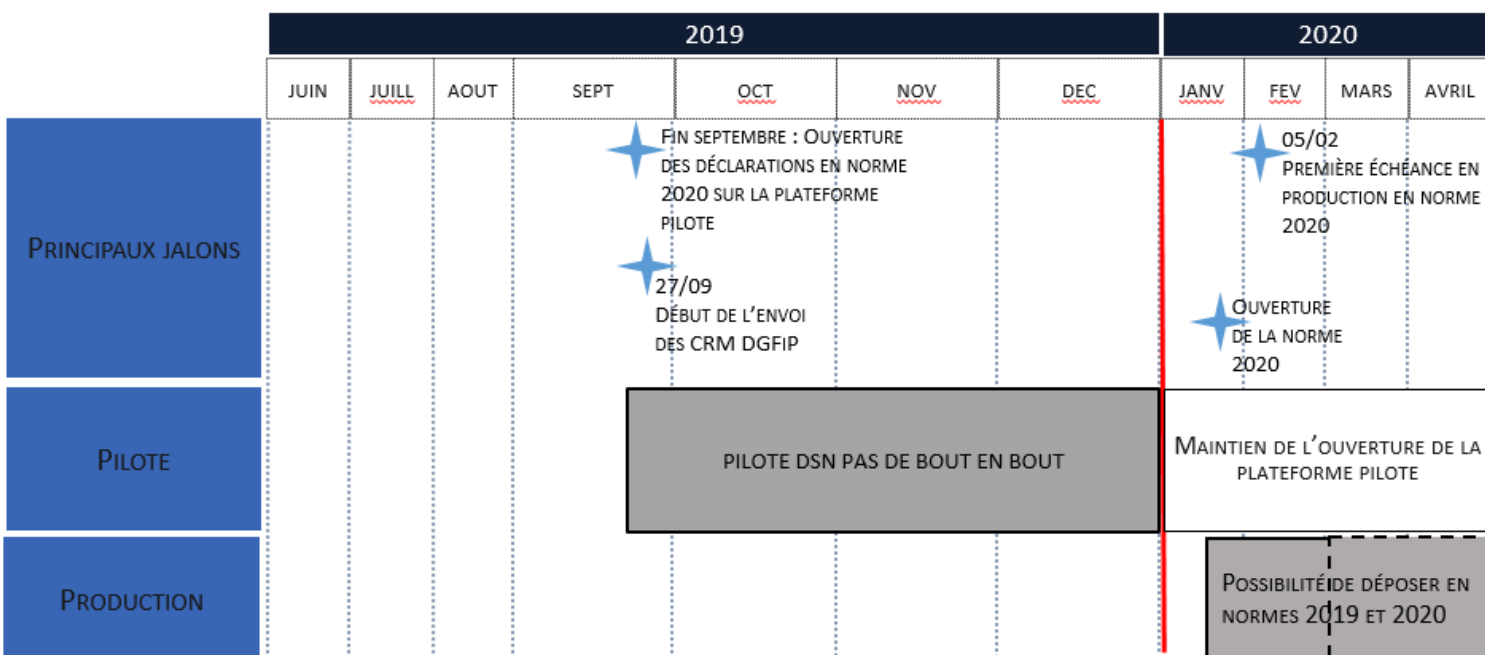 2019
2020
JUIN
JUILL
AOUT
SEPT
OCT
NOV
DEC
JANV
FEV
MARS
AVRIL
PRINCIPAUX JALONS
FIN SEPTEMBRE : OUVERTURE
DES DÉCLARATIONS EN NORME
2020 SUR LA PLATEFORME
PILOTE
27/09
DÉBUT DE L'ENVOI
DES CRM DGFIP
05/02
PREMIÈRE ÉCHÉANCE EN
PRODUCTION EN NORME
2020
OUVERTURE
DE LA NORME
2020
PILOTE
PILOTE DSN PAS DE BOUT EN BOUT
MAINTIEN DE L'OUVERTURE DE LA
PLATEFORME PILOTE
PRODUCTION
POSSIBILITÉ DE DÉPOSER EN
NORMES 2019 ET 2020